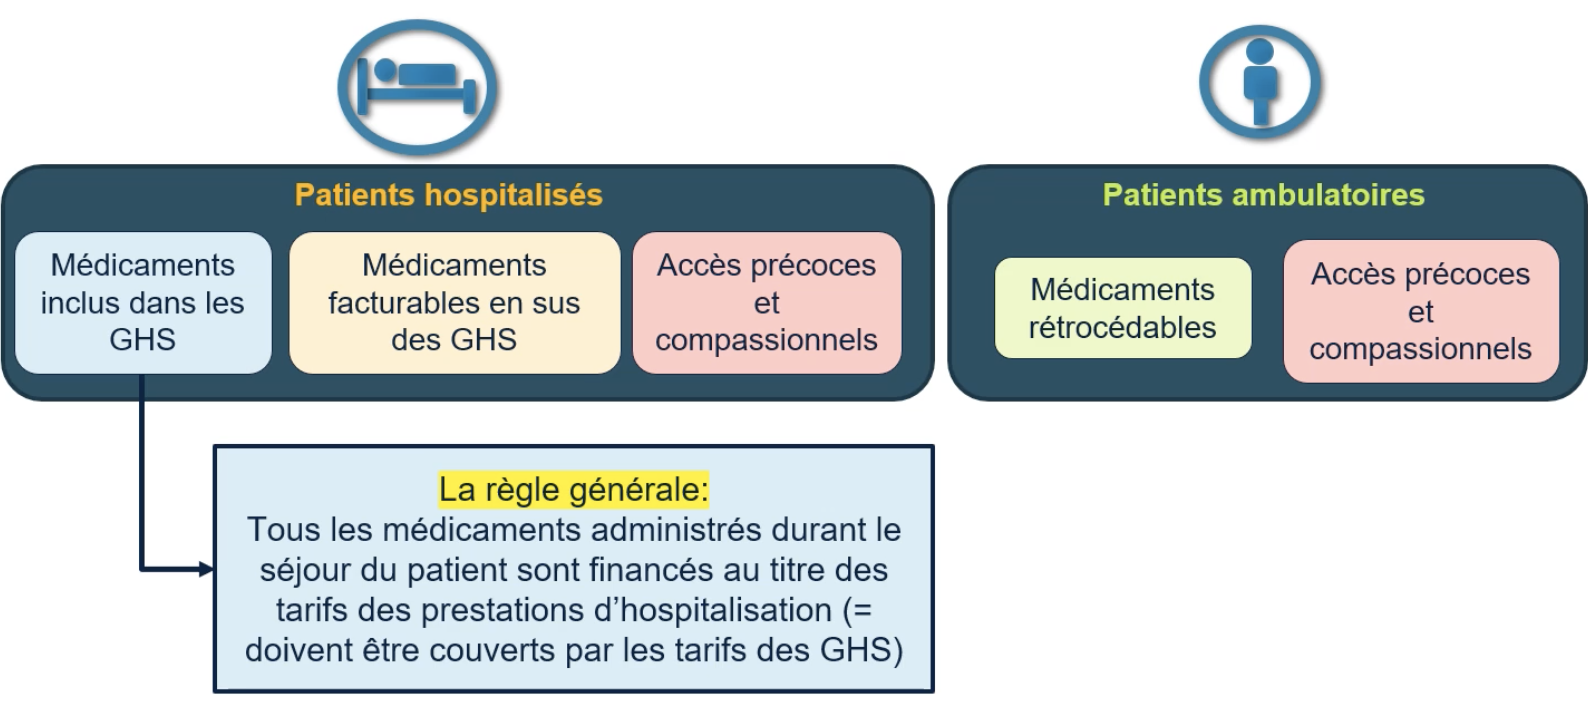 Patients hospitalisés
Médicaments
inclus dans les
GHS
Médicaments
facturables en sus
des GHS
Accès précoces
et
compassionnels
Patients ambulatoires
Médicaments
rétrocédables
Accès précoces
et
compassionnels
La règle générale:
Tous les médicaments administrés durant le
séjour du patient sont financés au titre des
tarifs des prestations d’hospitalisation (=
doivent être couverts par les tarifs des GHS)